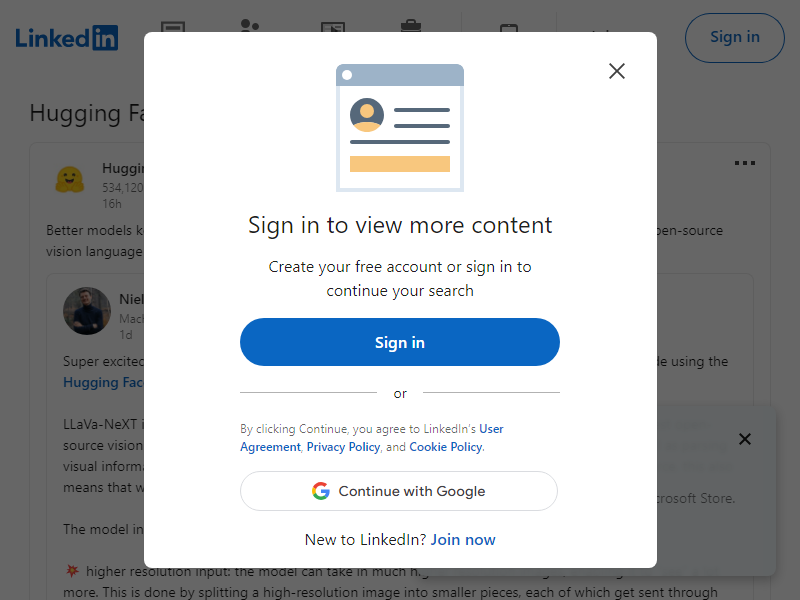 LinkedIn
Sign in
Hugging Fa
Huggin
534,120
16h
Better models k
pen-source
vision language
Niel
Mach
1d
Super excited
de using the
Hugging Fac
LLaVa-NeXT i
source vision
visual informa
means that w
crosoft Store.
The model in
💥 higher resolution input: the model can take in much hig
more. This is done by splitting a high-resolution image into smaller pieces, each of which get sent through
Sign in to view more content
Create your free account or sign in to
continue your search
Sign in
or
By clicking Continue, you agree to LinkedIn's User
Agreement, Privacy Policy, and Cookie Policy.
Continue with Google
New to LinkedIn? Join now